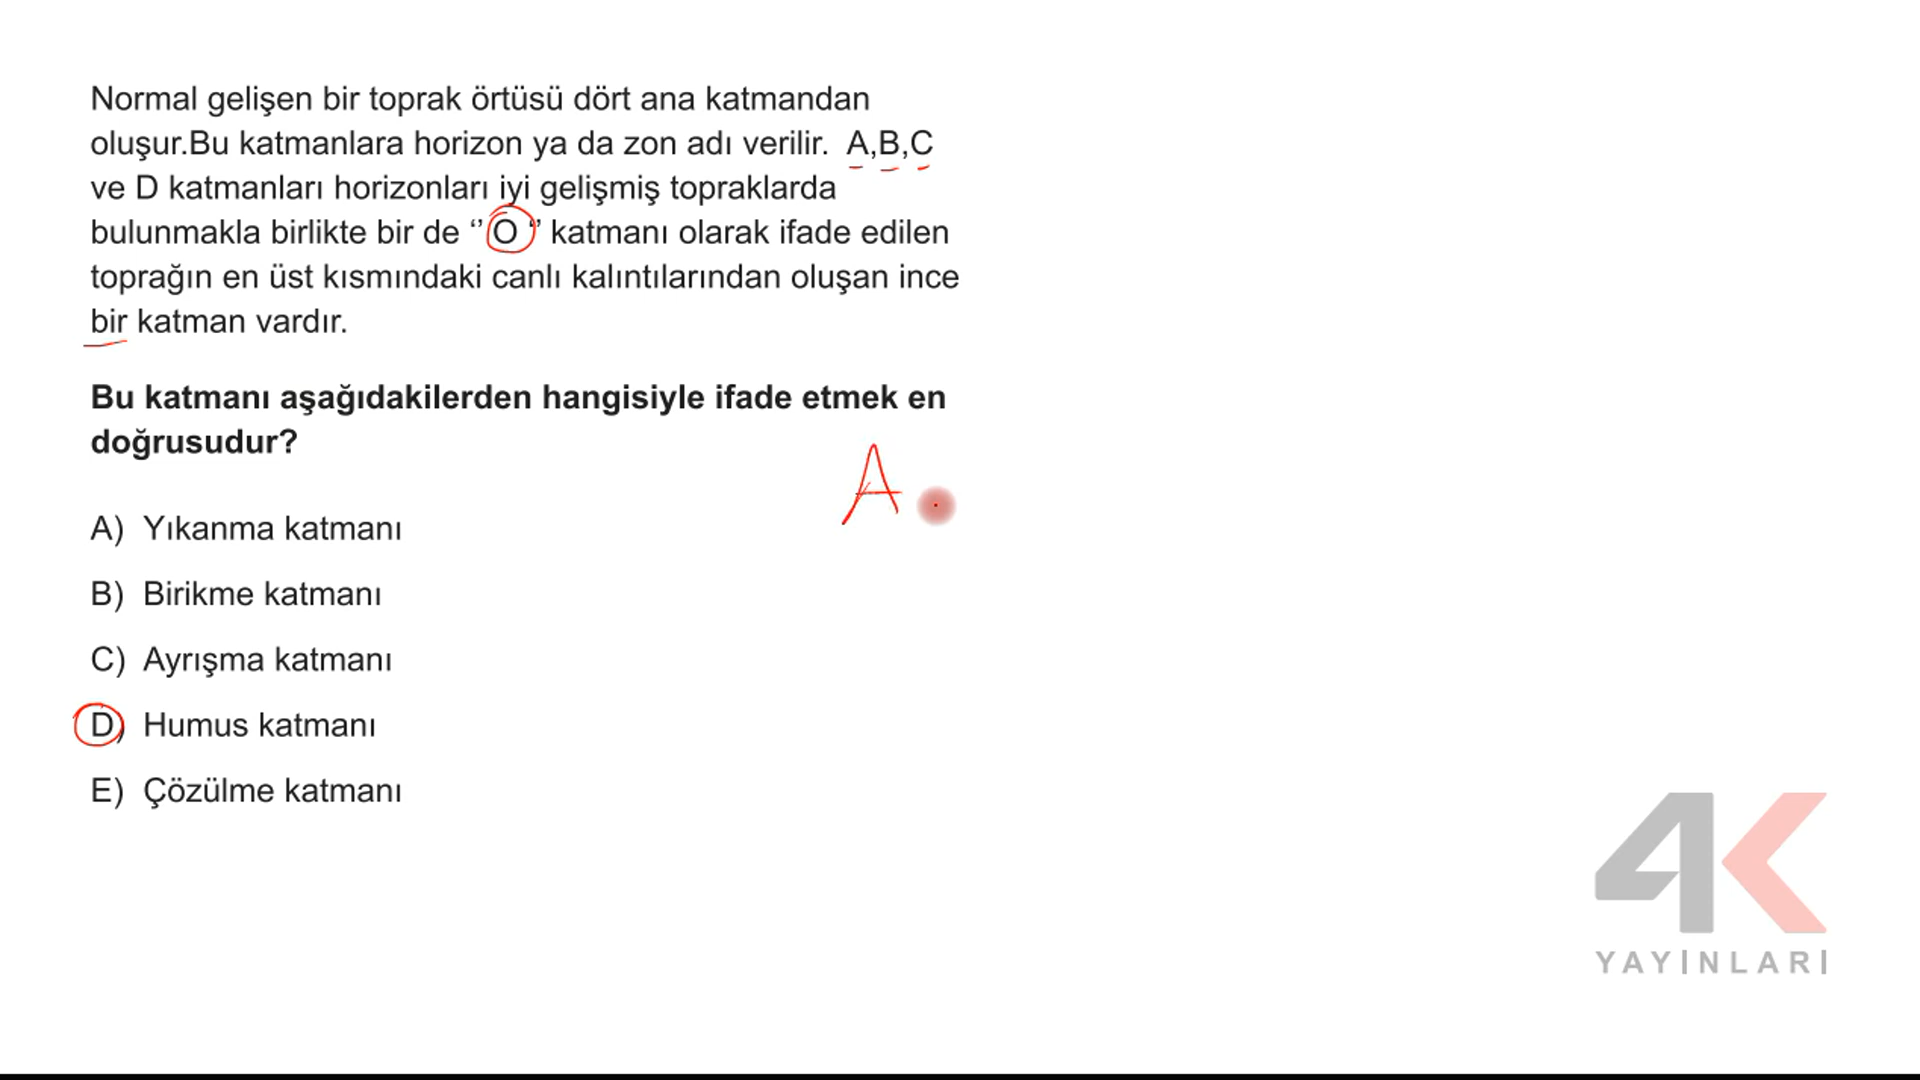 Normal gelişen bir toprak örtüsü dört ana katmandan
oluşur.Bu katmanlara horizon ya da zon adı verilir. A,B,C
ve D katmanları horizonları iyi gelişmiş topraklarda
bulunmakla birlikte bir de ‘’ O ‘’ katmanı olarak ifade edilen
toprağın en üst kısmındaki canlı kalıntılarından oluşan ince
bir katman vardır.
Bu katmanı aşağıdakilerden hangisiyle ifade etmek en
doğrusudur?
A
A) Yıkanma katmanı
B) Birikme katmanı
C) Ayrışma katmanı
D) Humus katmanı
E) Çözülme katmanı
4K
YAYINLARI